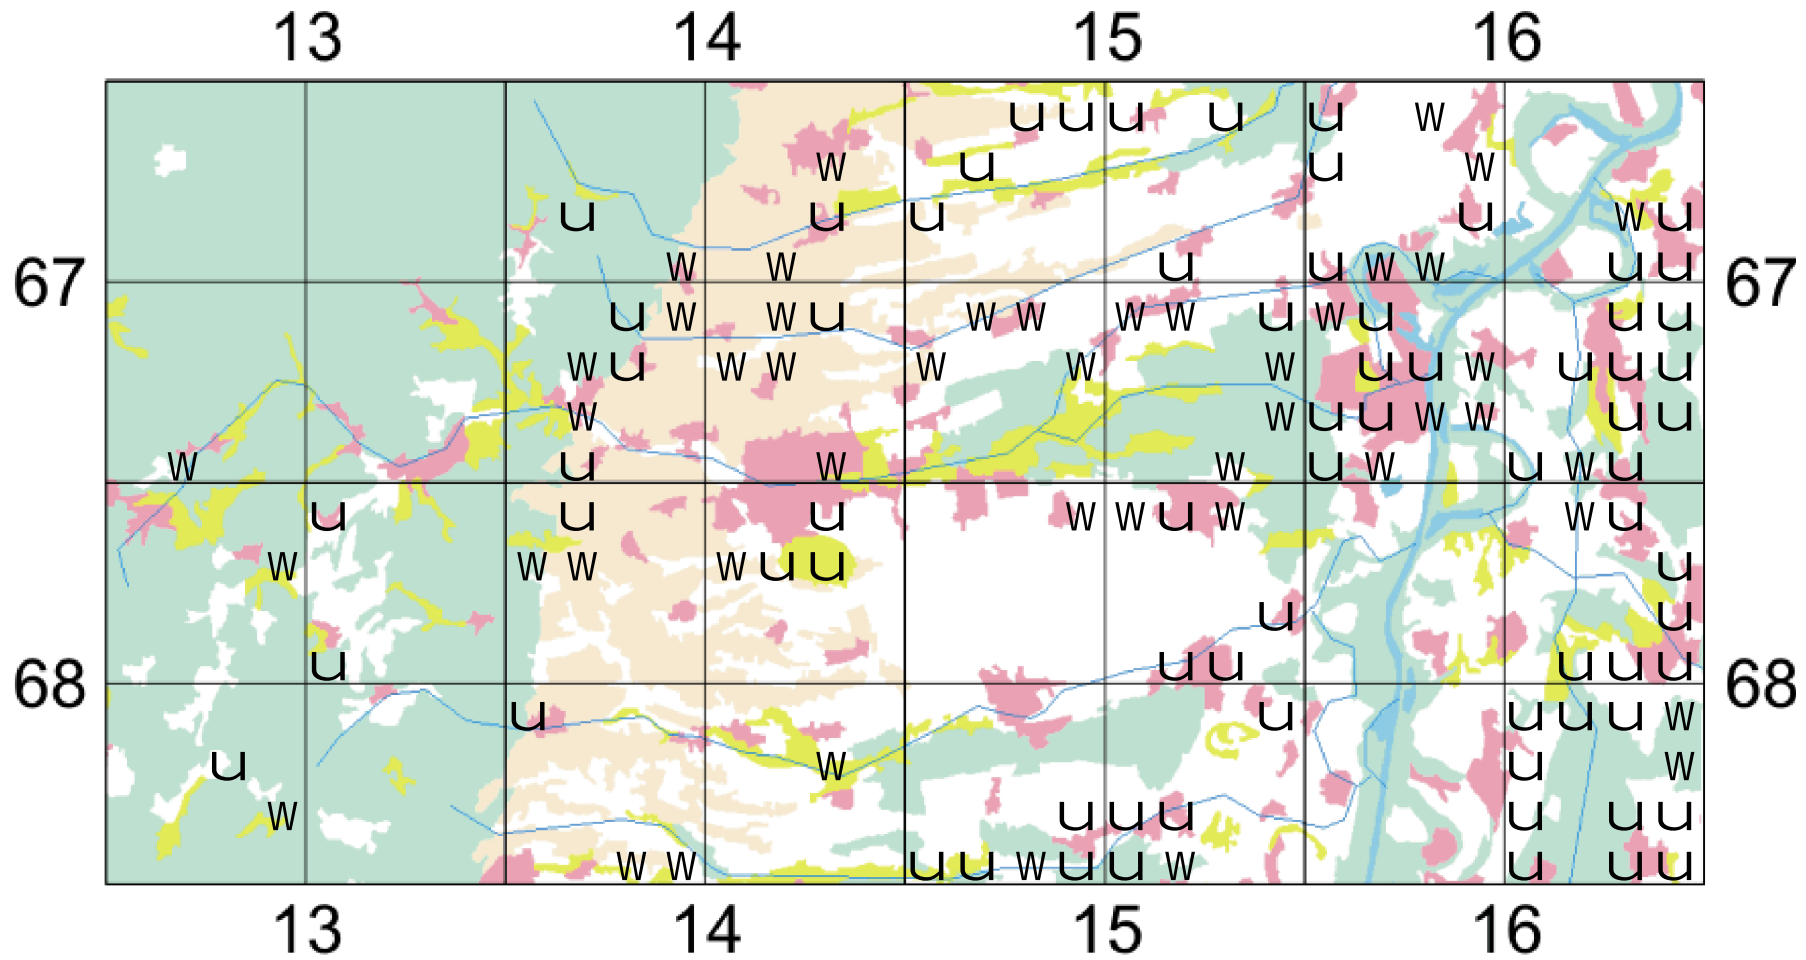 13 14 15 16
u u u u u w
w u u w
u u u u w u
w w u u w w u u
67 67
u w w u w w w w u w u u u
w u w w w w w u u w u u u
w w u u w w u u
w u w w u w u w u
u u u w w u w w u
w w w w u u u
u u
u u u u u u
68 68
u u u u u w
u w u w
w u u u u u u
w w u u w u u w u u u
13 14 15 16